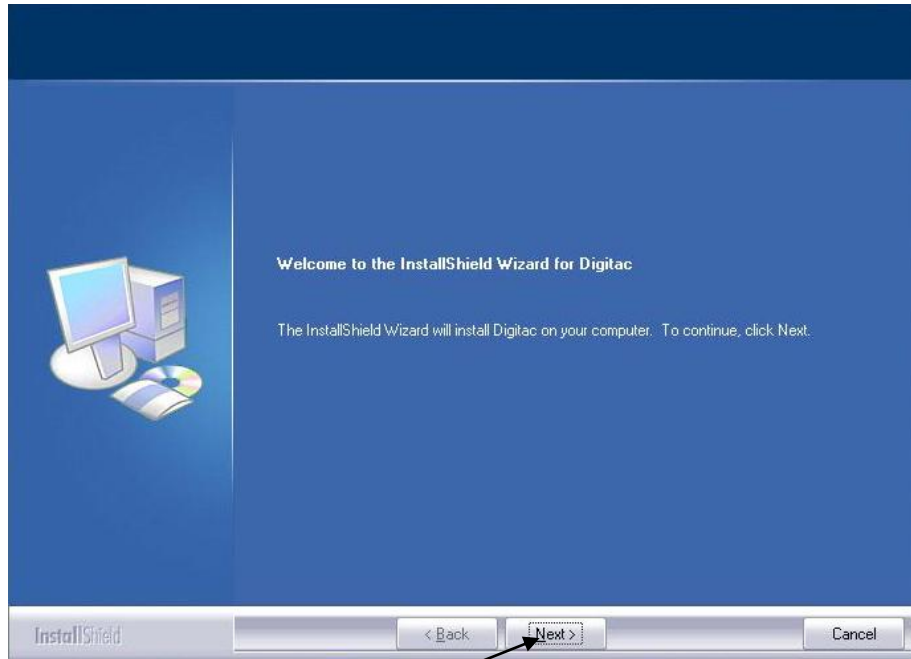 Welcome to the InstallShield Wizard for Digitac
The InstallShield Wizard will install Digitac on your computer. To continue, click Next.
InstallShield
< Back
Next >
Cancel